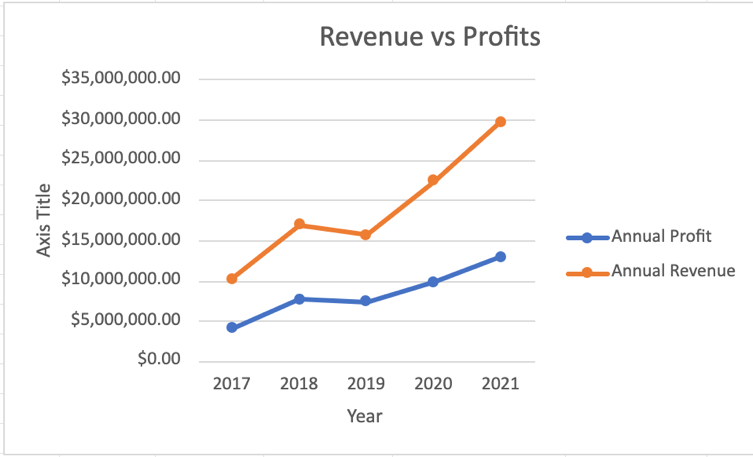 Revenue vs Profits
$35,000,000.00
$30,000,000.00
$25,000,000.00
$20,000,000.00
$15,000,000.00
$10,000,000.00
$5,000,000.00
$0.00
Axis Title
2017 2018 2019 2020 2021
Year
Annual Profit
Annual Revenue